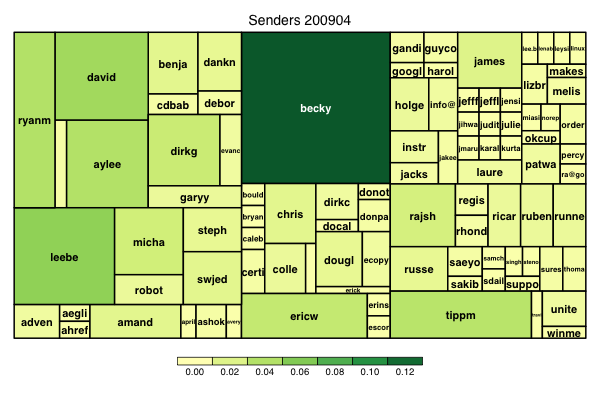 Senders 200904
ryanm
david
aylee
benja
dankn
cdbab
debor
dirkg
evanc
garyy
leebe
micha
robot
steph
swjed
adven
aegli
ahref
amand
april
ashok
every
becky
bould
bryan
caleb
certi
chris
colle
dirkc
docal
donot
donpa
dougl
ecopy
erick
ericw
erins
escor
gandi
guyco
googl
harol
holge
info@
instr
jacks
jakee
james
jeff
jeffl
jensi
jihwa
judit
julie
jmaru
karal
kurta
laure
lee.b
leysi
linux
lizbr
makes
melis
miasi
norep
order
okcup
patwa
percy
ra@go
rajsh
regis
rhond
ricar
ruben
runne
russe
saeyo
sakib
samch
sdail
singh
steno
suppo
sures
thoma
tippm
unite
winme
0.00 0.02 0.04 0.06 0.08 0.10 0.12